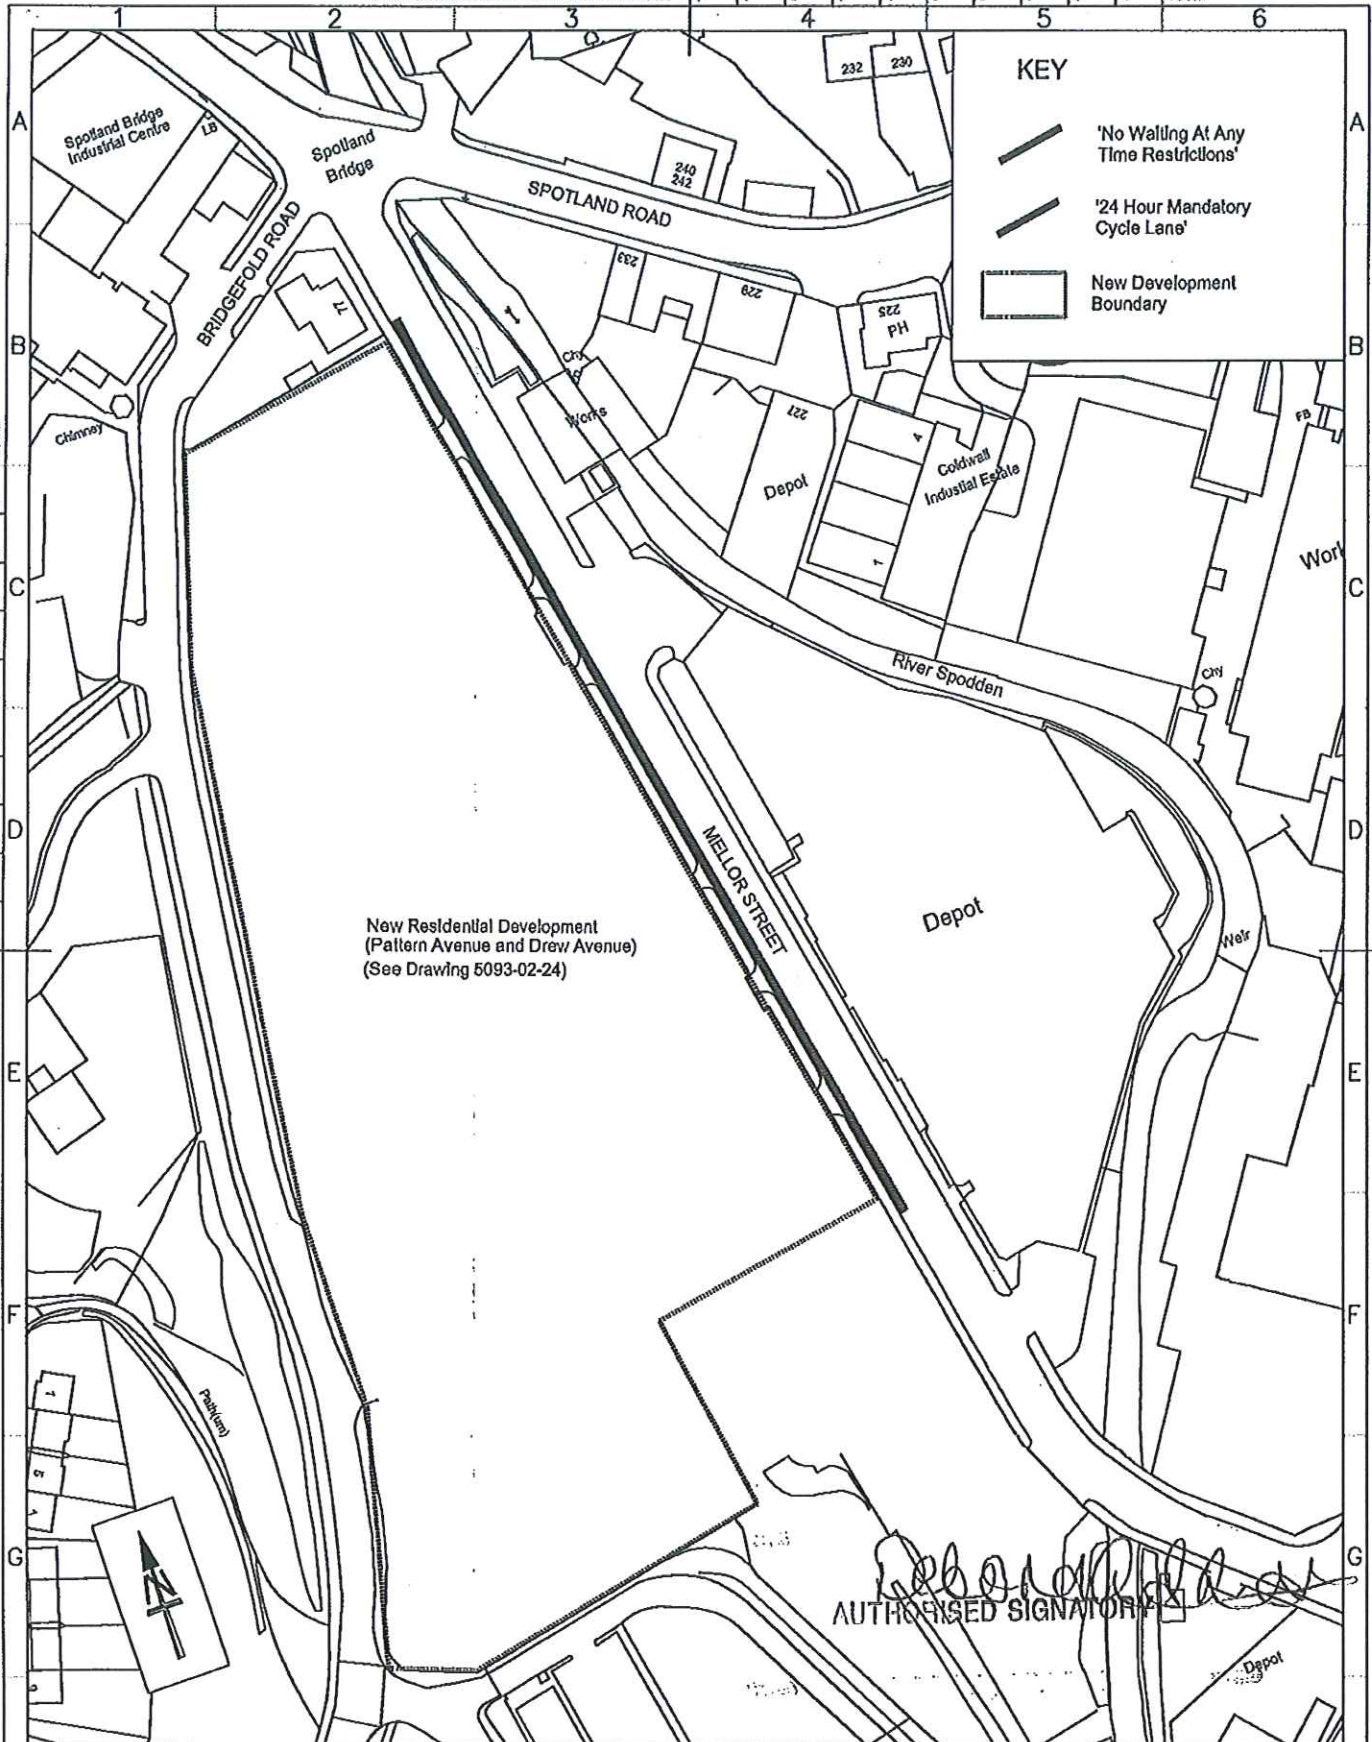 1 2 3 4 5 6
A
B
C
D
E
F
G
A
B
C
D
E
F
G
KEY
'No Waiting At Any
Time Restrictions'
'24 Hour Mandatory
Cycle Lane'
New Development
Boundary
Spotland Bridge
Industrial Centre
LB
Spotland
Bridge
232
230
240
242
SPOTLAND ROAD
BRIDGEFOLD ROAD
77
233
229
225
PH
Chy
Works
227
Depot
4
1
Coldwall
Industial Estate
FB
Chimney
Work
River Spodden
Chy
MELLOR STREET
Depot
Weir
New Residential Development
(Pattern Avenue and Drew Avenue)
(See Drawing 5093-02-24)
Path(um)
1
N
AUTHORISED SIGNATORY
Depot